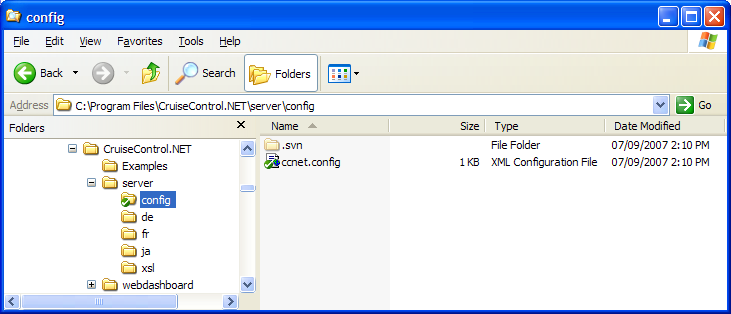 config
File Edit View Favorites Tools Help
Back Search Folders
Address C:\Program Files\CruiseControl.NET\server\config Go
Folders
Name Size Type Date Modified
.svn File Folder 07/09/2007 2:10 PM
ccnet.config 1 KB XML Configuration File 07/09/2007 2:10 PM
CruiseControl.NET
Examples
server
config
de
fr
ja
xsl
webdashboard